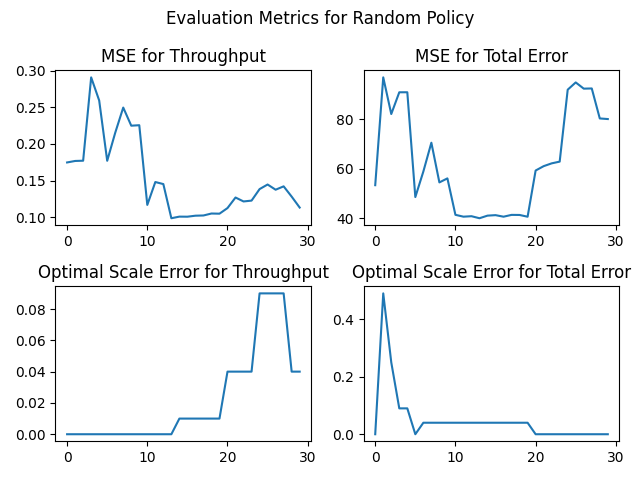 Evaluation Metrics for Random Policy
MSE for Throughput
0.30
0.25
0.20
0.15
0.10
0 10 20 30
MSE for Total Error
80
60
40
0 10 20 30
Optimal Scale Error for Throughput
0.08
0.06
0.04
0.02
0.00
0 10 20 30
Optimal Scale Error for Total Error
0.4
0.2
0.0
0 10 20 30